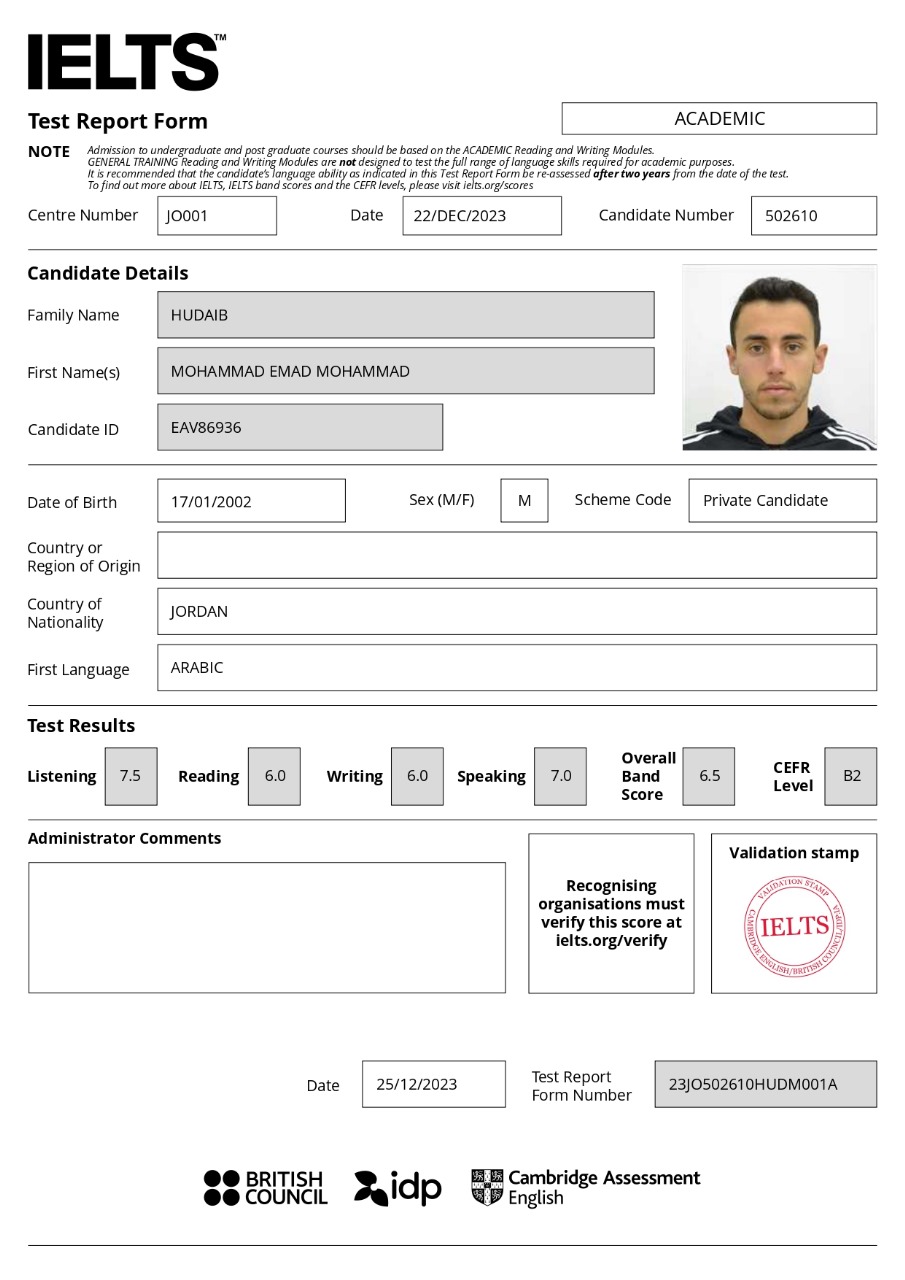 IELTS™
Test Report Form
ACADEMIC
NOTE
Admission to undergraduate and post graduate courses should be based on the ACADEMIC Reading and Writing Modules.
GENERAL TRAINING Reading and Writing Modules are not designed to test the full range of language skills required for academic purposes.
It is recommended that the candidate's language ability as indicated in this Test Report Form be re-assessed after two years from the date of the test.
To find out more about IELTS, IELTS band scores and the CEFR levels, please visit ielts.org/scores
Centre Number JO001 Date 22/DEC/2023 Candidate Number 502610
Candidate Details
Family Name HUDAIB
First Name(s) MOHAMMAD EMAD MOHAMMAD
Candidate ID EAV86936
Date of Birth 17/01/2002 Sex (M/F) M Scheme Code Private Candidate
Country or
Region of Origin
Country of
Nationality
JORDAN
First Language ARABIC
Test Results
Listening 7.5 Reading 6.0 Writing 6.0 Speaking 7.0
Overall
Band
Score
6.5
CEFR
Level
B2
Administrator Comments
Recognising
organisations must
verify this score at
ielts.org/verify
Validation stamp
VALIDATION STAMP
IELTS
CAMBRIDGE ENGLISH/BRITISH COUNCIL/IDP:IA
Date 25/12/2023
Test Report
Form Number
23JO502610HUDM001A
BRITISH
COUNCIL
idp
Cambridge Assessment
English